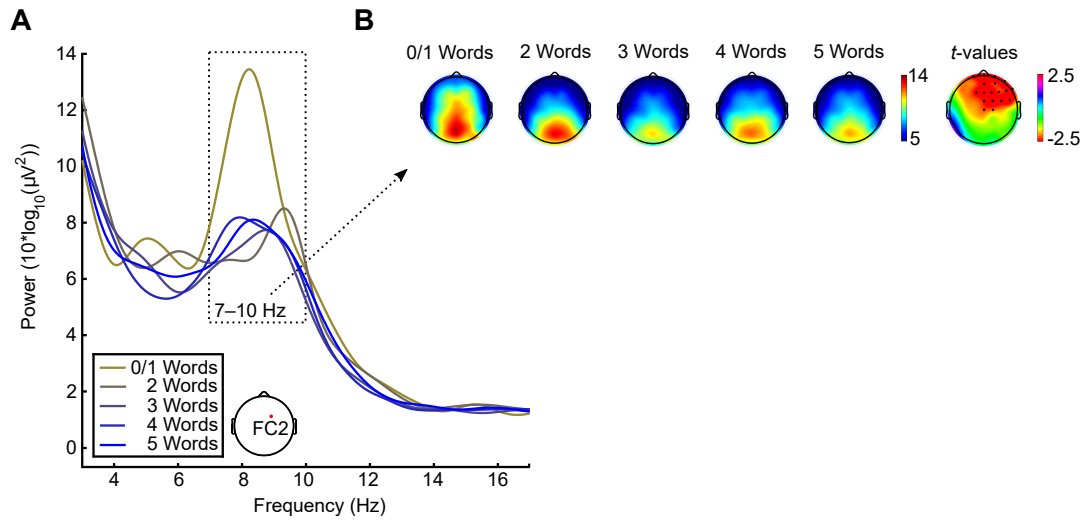 A
B
14
12
10
8
6
4
2
0
Power (10*log₁₀(µV²))
7–10 Hz
0/1 Words
2 Words
3 Words
4 Words
5 Words
FC2
4
6
8
10
12
14
16
Frequency (Hz)
0/1 Words 2 Words 3 Words 4 Words 5 Words t-values
14
5
2.5
-2.5